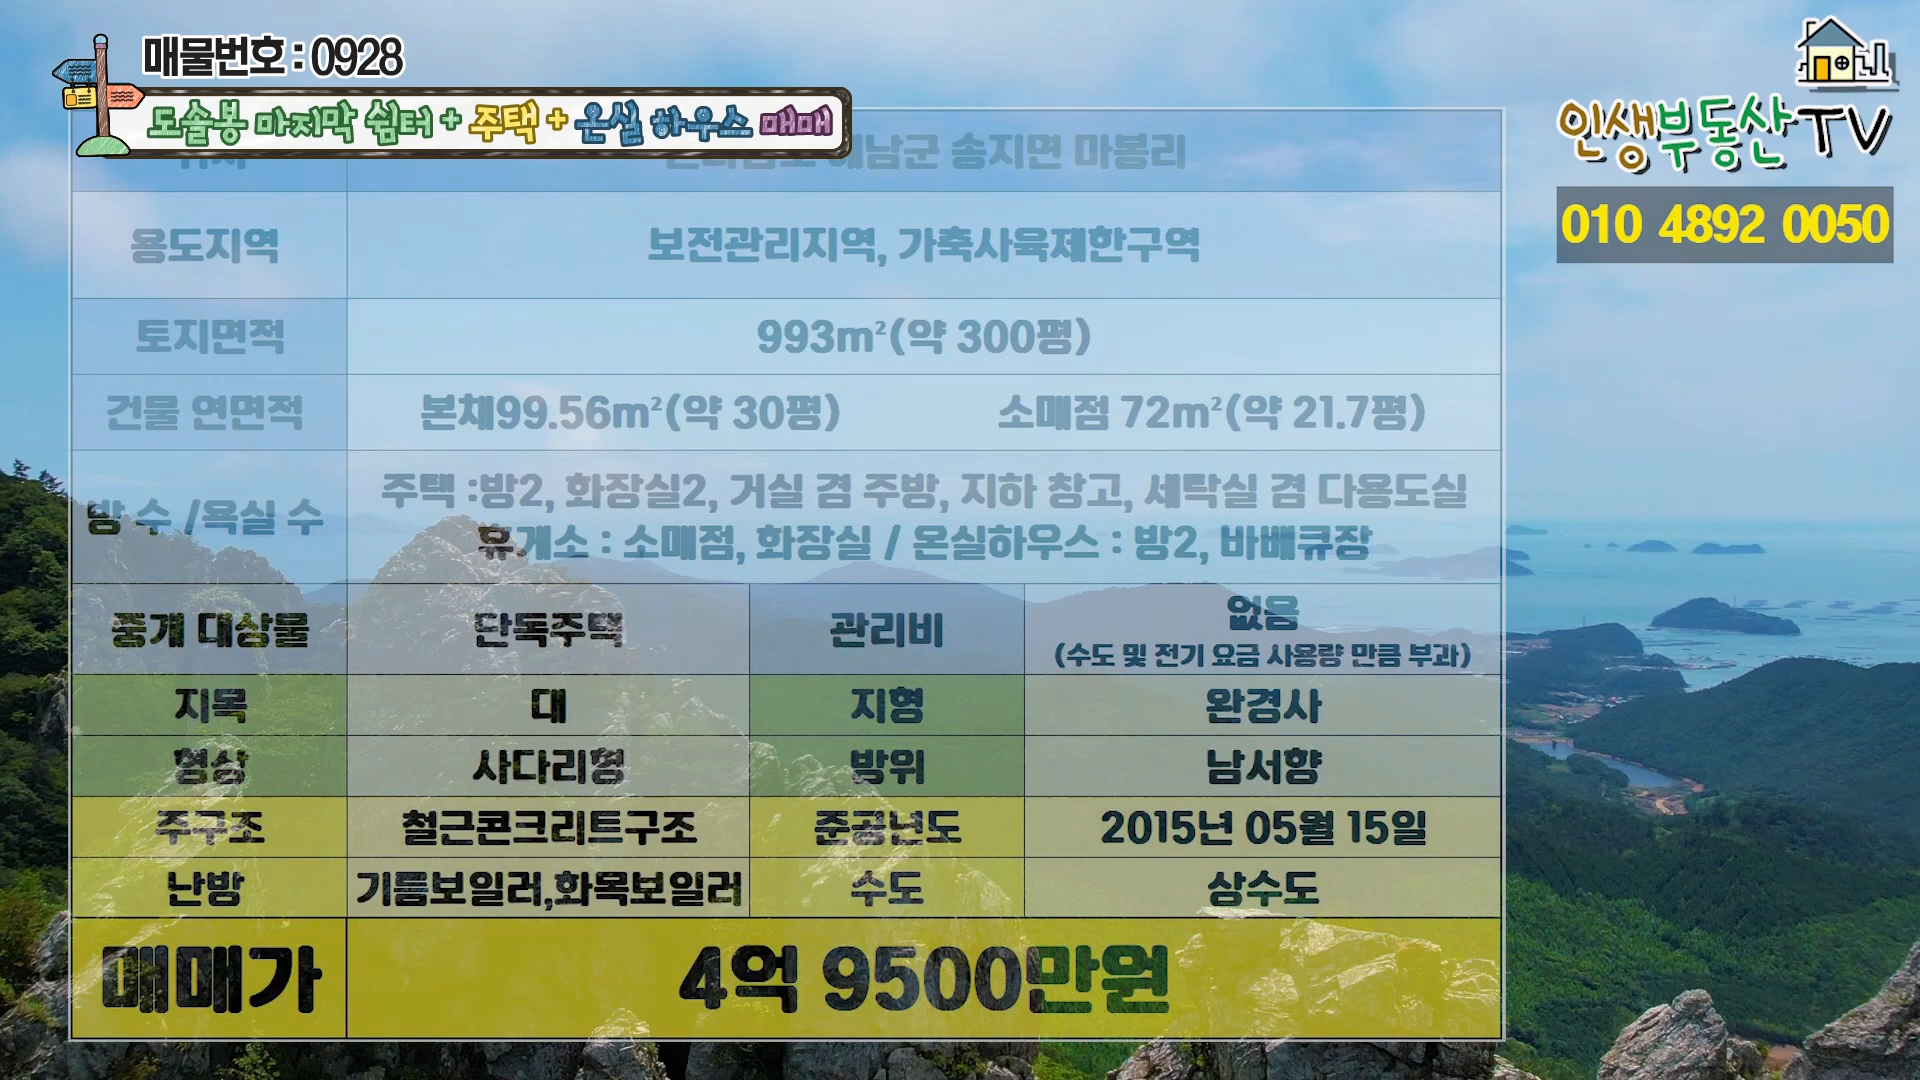 매물번호 : 0928
도솔봉 마지막 쉼터 + 주택 + 온실 하우스 매매
인생부동산TV
010 4892 0050
해남군 송지면 마봉리
용도지역 보전관리지역, 가축사육제한구역
토지면적 993m²(약 300평)
건물 연면적 본채99.56m²(약 30평) 소매점 72m²(약 21.7평)
방 수 /욕실 수
주택 :방2, 화장실2, 거실 겸 주방, 지하 창고, 세탁실 겸 다용도실
휴게소 : 소매점, 화장실 / 온실하우스 : 방2, 바베큐장
중개 대상물 단독주택 관리비 없음
(수도 및 전기 요금 사용량 만큼 부과)
지목 대 지형 완경사
형상 사다리형 방위 남서향
주구조 철근콘크리트구조 준공년도 2015년 05월 15일
난방 기름보일러,화목보일러 수도 상수도
매매가 4억 9500만원